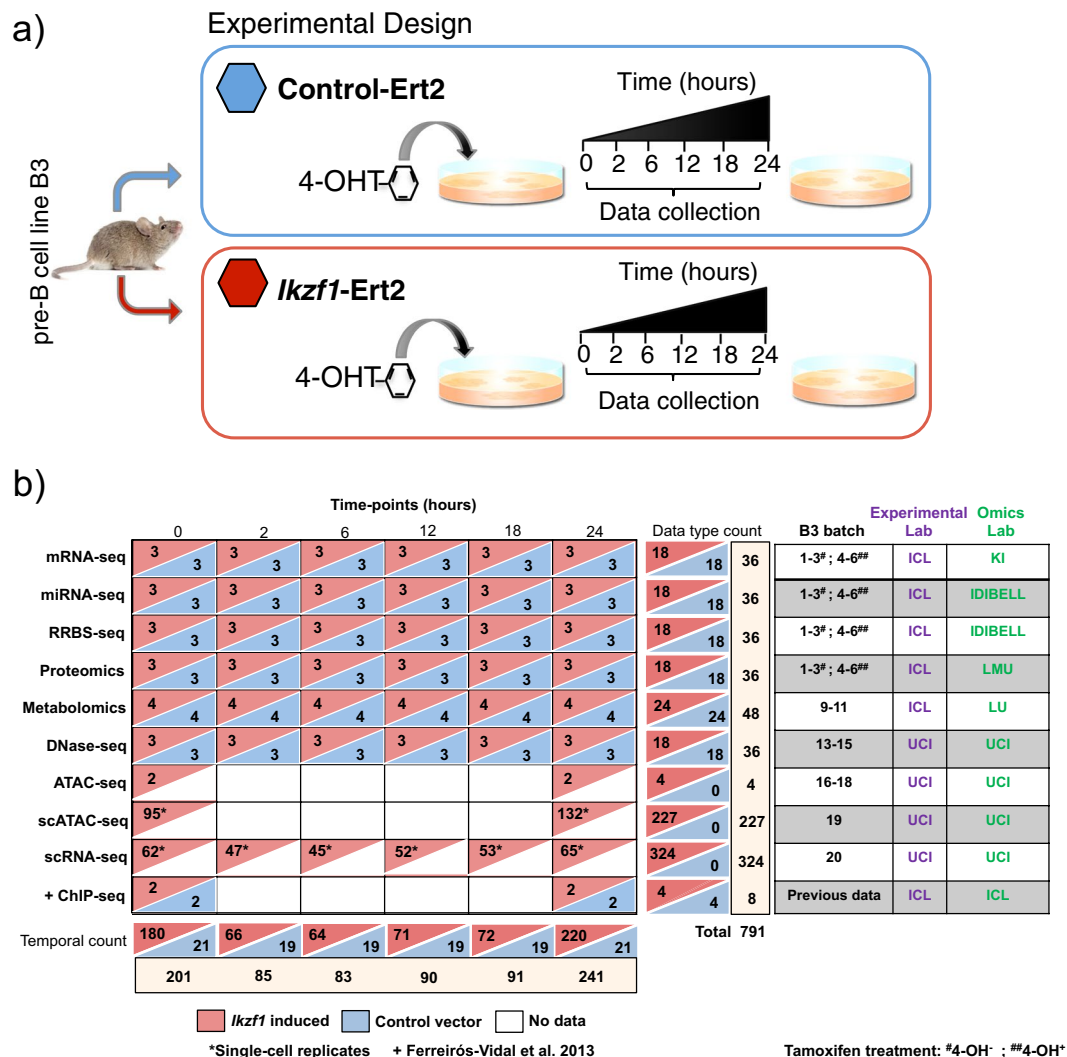 a)
Experimental Design
pre-B cell line B3
Control-Ert2
Time (hours)
4-OHT
0 2 6 12 18 24
Data collection
Ikzf1-Ert2
Time (hours)
4-OHT
0 2 6 12 18 24
Data collection
b)
Time-points (hours)
0 2 6 12 18 24 Data type count B3 batch Experimental Lab Omics Lab
mRNA-seq 3 3 3 3 3 3 3 3 3 3 3 3 18 18 36 1-3#; 4-6## ICL KI
miRNA-seq 3 3 3 3 3 3 3 3 3 3 3 3 18 18 36 1-3#; 4-6## ICL IDIBELL
RRBS-seq 3 3 3 3 3 3 3 3 3 3 3 3 18 18 36 1-3#; 4-6## ICL IDIBELL
Proteomics 3 3 3 3 3 3 3 3 3 3 3 3 18 18 36 1-3#; 4-6## ICL LMU
Metabolomics 4 4 4 4 4 4 4 4 4 4 4 4 24 24 48 9-11 ICL LU
DNase-seq 3 3 3 3 3 3 3 3 3 3 3 3 18 18 36 13-15 UCI UCI
ATAC-seq 2 2 4 0 4 16-18 UCI UCI
scATAC-seq 95* 132* 227 0 227 19 UCI UCI
scRNA-seq 62* 47* 45* 52* 53* 65* 324 0 324 20 UCI UCI
+ ChIP-seq 2 2 2 2 4 4 8 Previous data ICL ICL
Total 791
Temporal count 180 21 66 19 64 19 71 19 72 19 220 21
201 85 83 90 91 241
Ikzf1 induced Control vector No data
*Single-cell replicates + Ferreirós-Vidal et al. 2013 Tamoxifen treatment: #4-OH- ; ##4-OH+